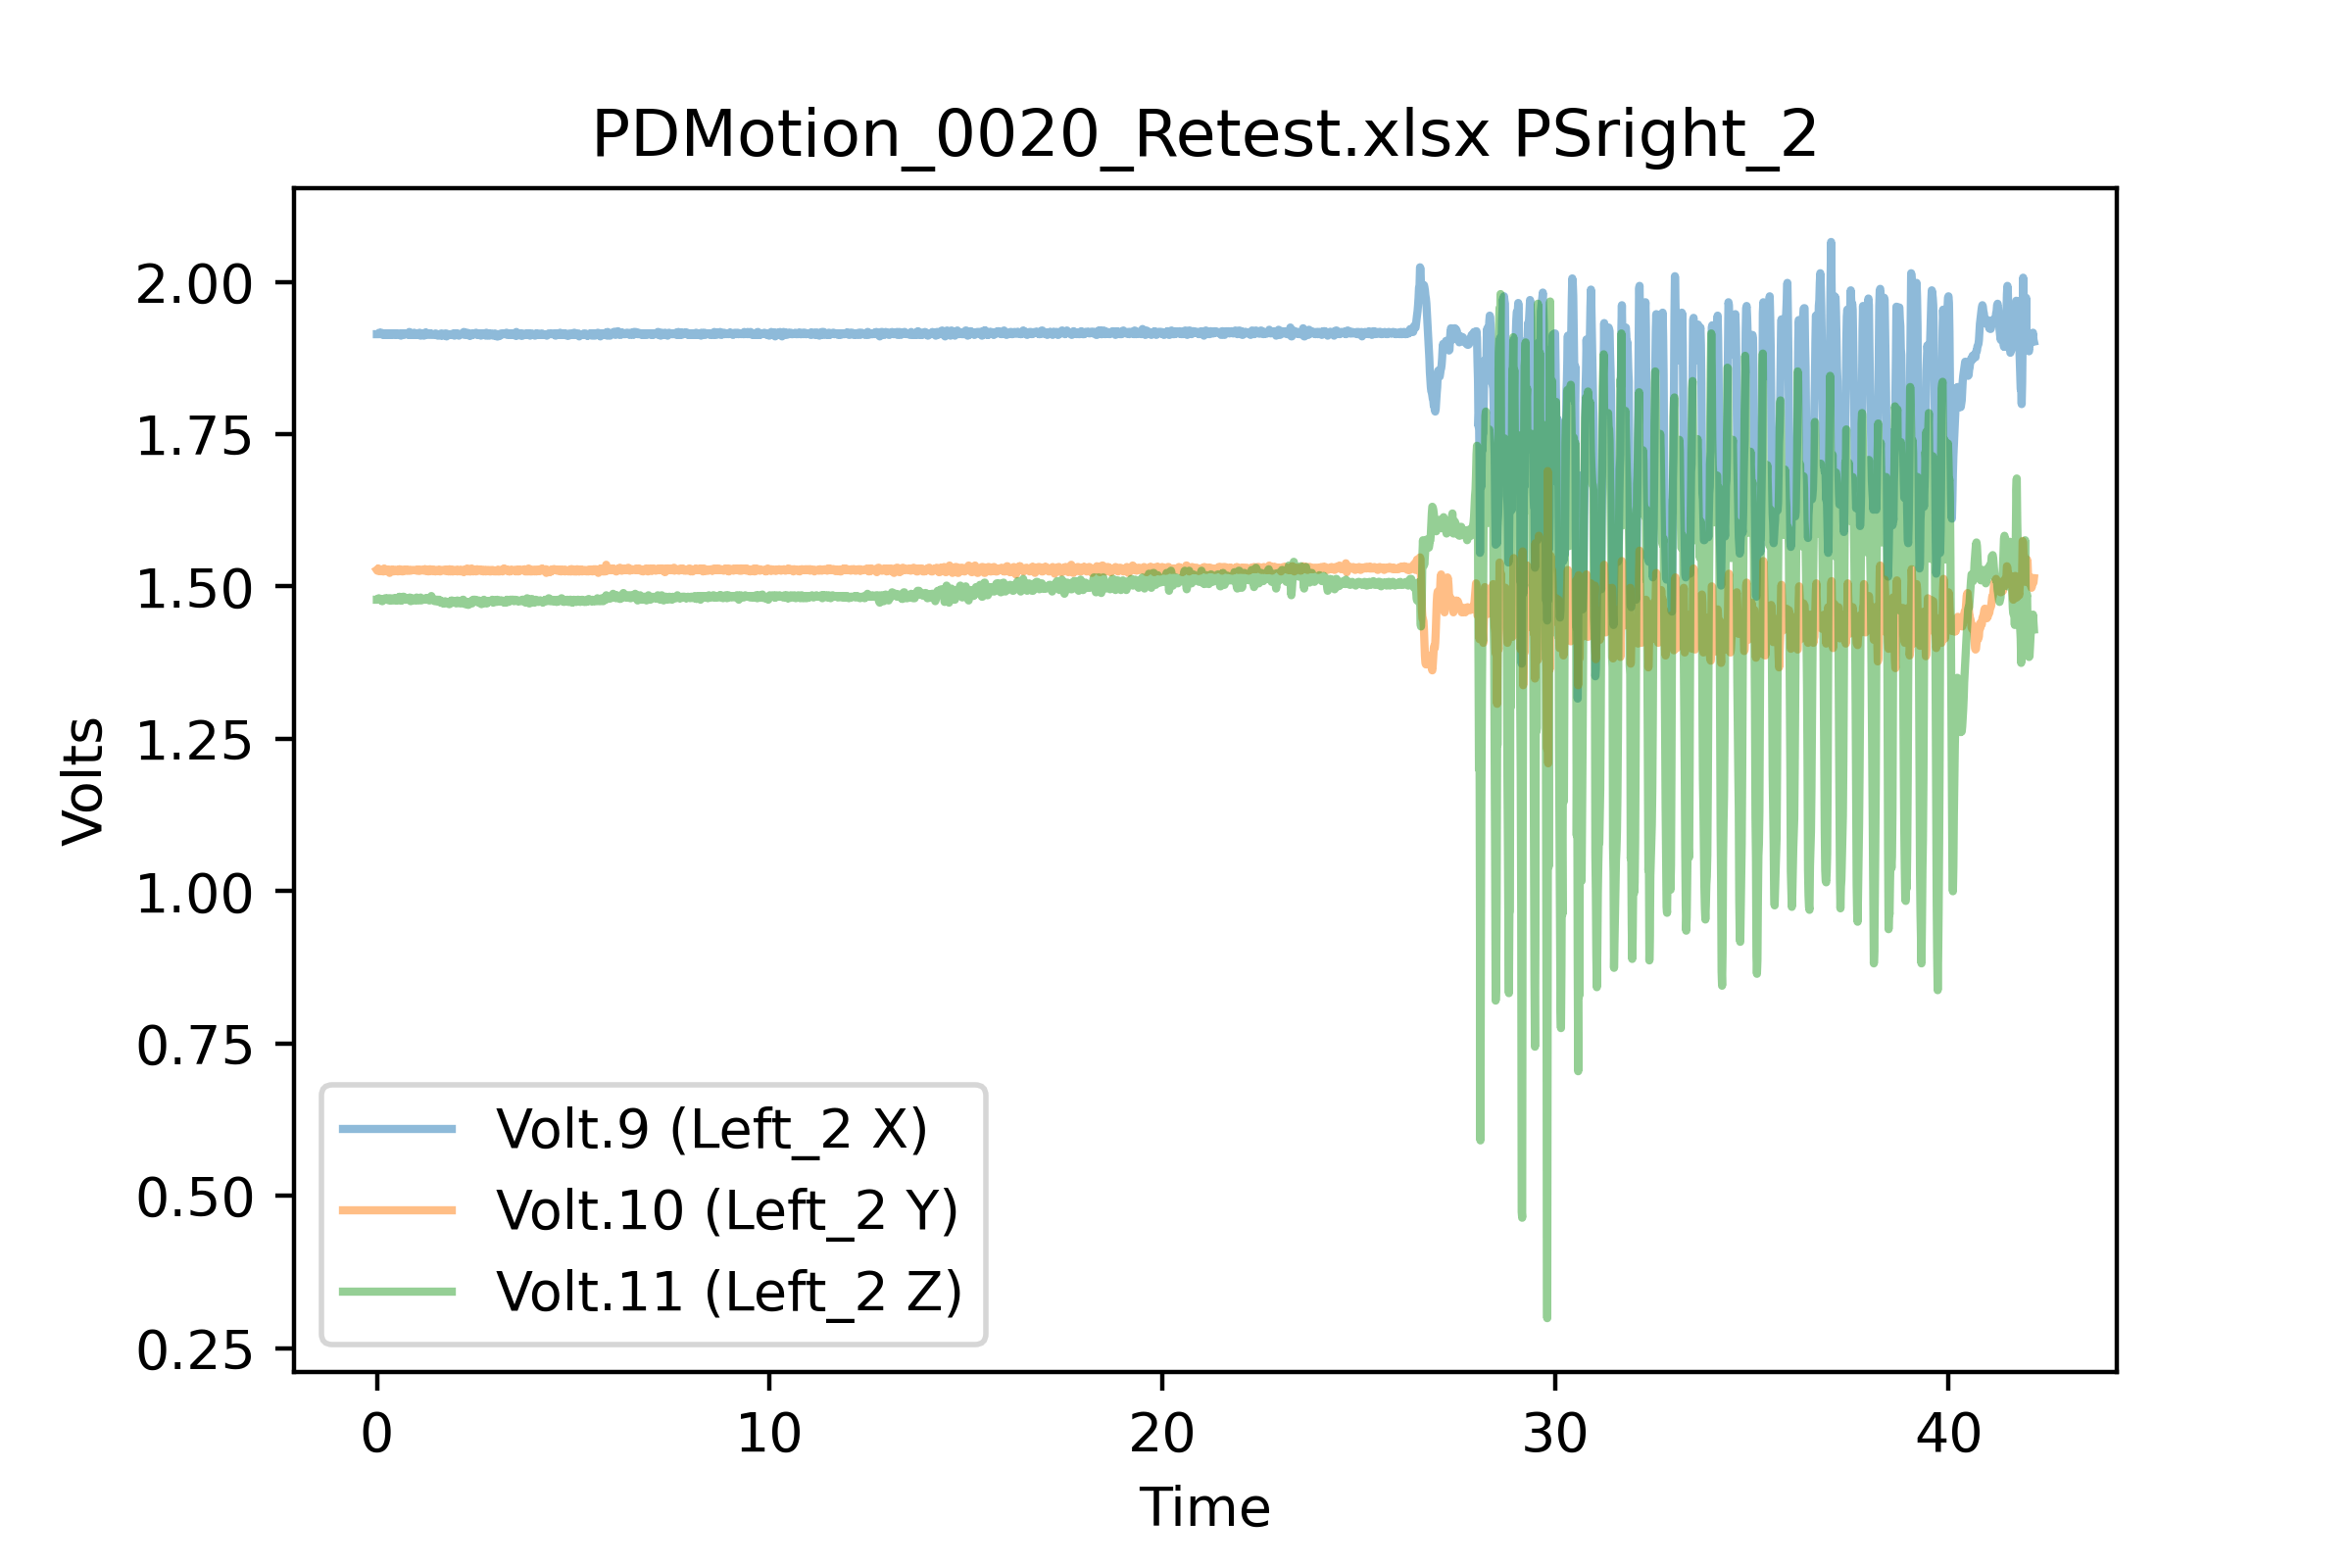 PDMotion_0020_Retest.xlsx PSright_2
2.00
1.75
1.50
1.25
1.00
0.75
0.50
0.25
Volts
Volt.9 (Left_2 X)
Volt.10 (Left_2 Y)
Volt.11 (Left_2 Z)
0 10 20 30 40
Time